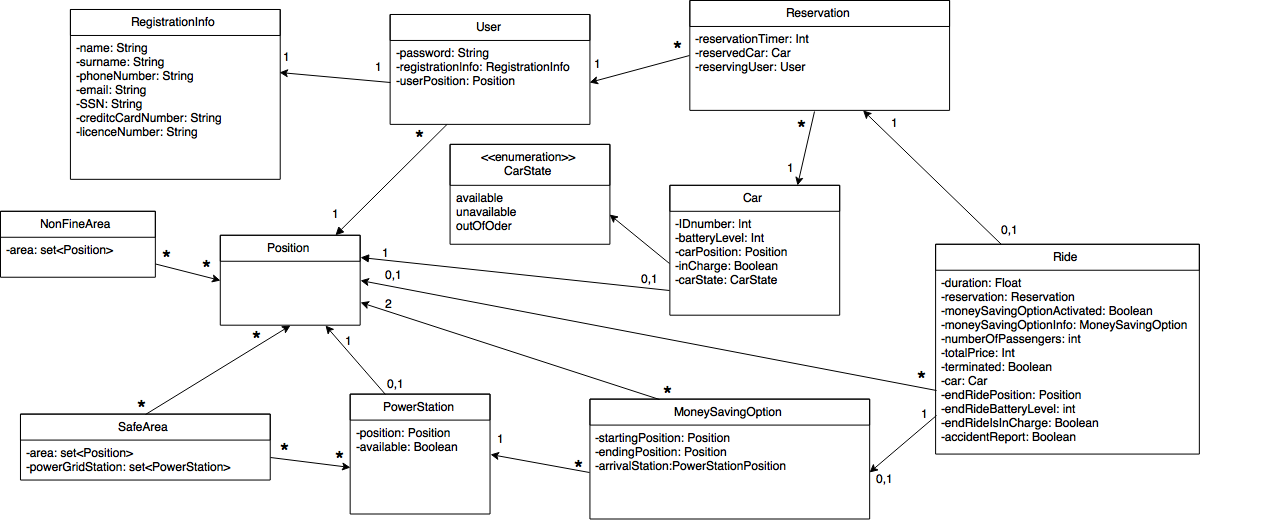 RegistrationInfo
-name: String
-surname: String
-phoneNumber: String
-email: String
-SSN: String
-creditcCardNumber: String
-licenceNumber: String
1
1
User
-password: String
-registrationInfo: RegistrationInfo
-userPosition: Position
1
*
Reservation
-reservationTimer: Int
-reservedCar: Car
-reservingUser: User
*
1
*
1
<<enumeration>>
CarState
available
unavailable
outOfOder
Car
-IDnumber: Int
-batteryLevel: Int
-carPosition: Position
-inCharge: Boolean
-carState: CarState
*
1
0,1
NonFineArea
-area: set<Position>
*
*
Position
1
0,1
0,1
2
Ride
-duration: Float
-reservation: Reservation
-moneySavingOptionActivated: Boolean
-moneySavingOptionInfo: MoneySavingOption
-numberOfPassengers: int
-totalPrice: Int
-terminated: Boolean
-car: Car
-endRidePosition: Position
-endRideBatteryLevel: int
-endRideIsInCharge: Boolean
-accidentReport: Boolean
*
1
0,1
*
*
1
0,1
*
SafeArea
-area: set<Position>
-powerGridStation: set<PowerStation>
*
*
PowerStation
-position: Position
-available: Boolean
1
*
MoneySavingOption
-startingPosition: Position
-endingPosition: Position
-arrivalStation:PowerStationPosition